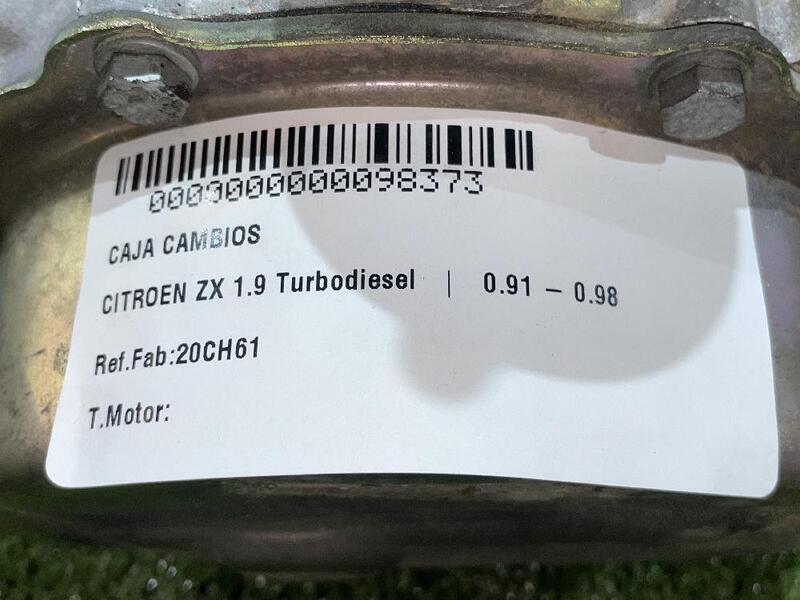 0000000000098373
CAJA CAMBIOS
CITROEN ZX 1.9 Turbodiesel | 0.91 – 0.98
Ref.Fab:20CH61
T.Motor: